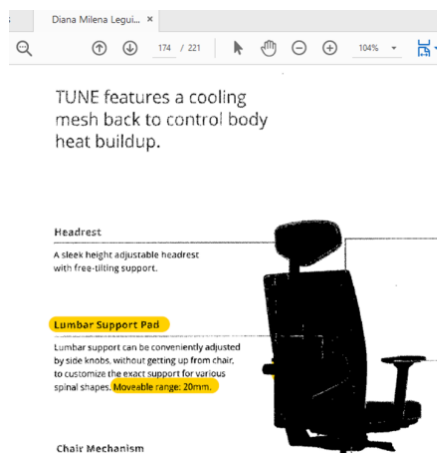 Diana Milena Legui... ×
174 / 221
104%
TUNE features a cooling
mesh back to control body
heat buildup.
Headrest
A sleek height adjustable headrest
with free-tilting support.
Lumbar Support Pad
Lumbar support can be conveniently adjusted
by side knobs, without getting up from chair,
to customize the exact support for various
spinal shapes. Moveable range: 20mm.
Chair Mechanism